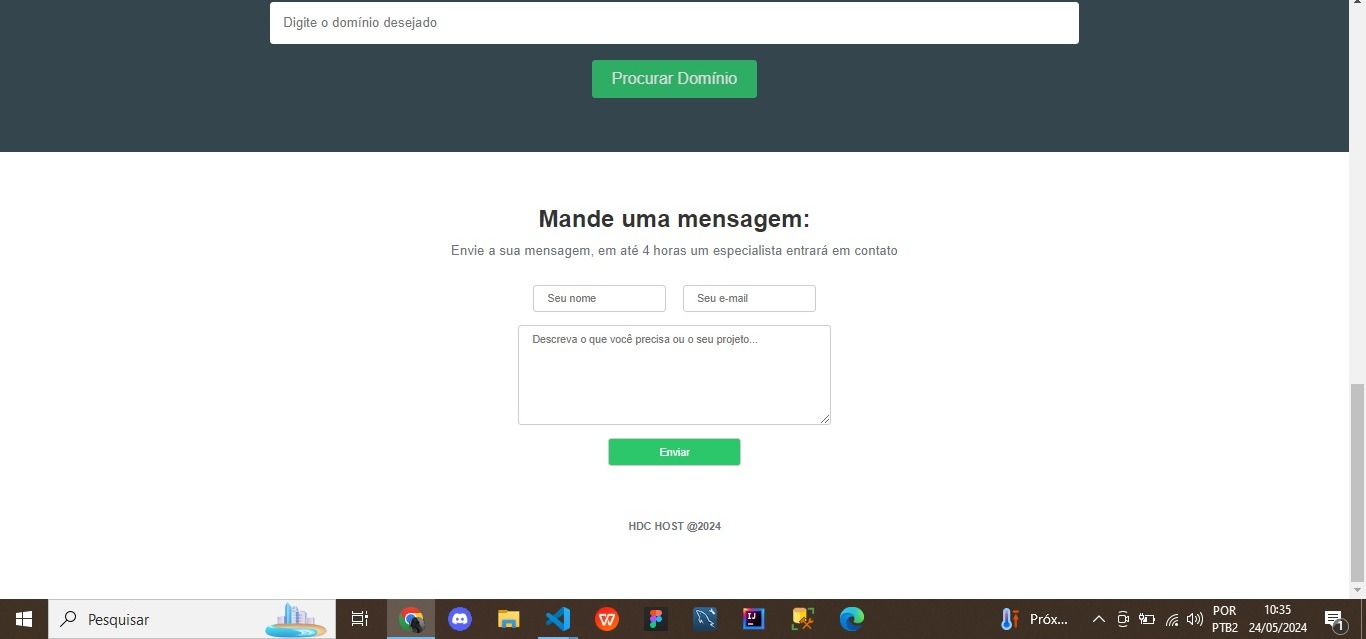 Digite o domínio desejado
Procurar Domínio
Mande uma mensagem:
Envie a sua mensagem, em até 4 horas um especialista entrará em contato
Seu nome
Seu e-mail
Descreva o que você precisa ou o seu projeto...
Enviar
HDC HOST @2024
Pesquisar
Próx...
POR
PTB2
10:35
24/05/2024
1